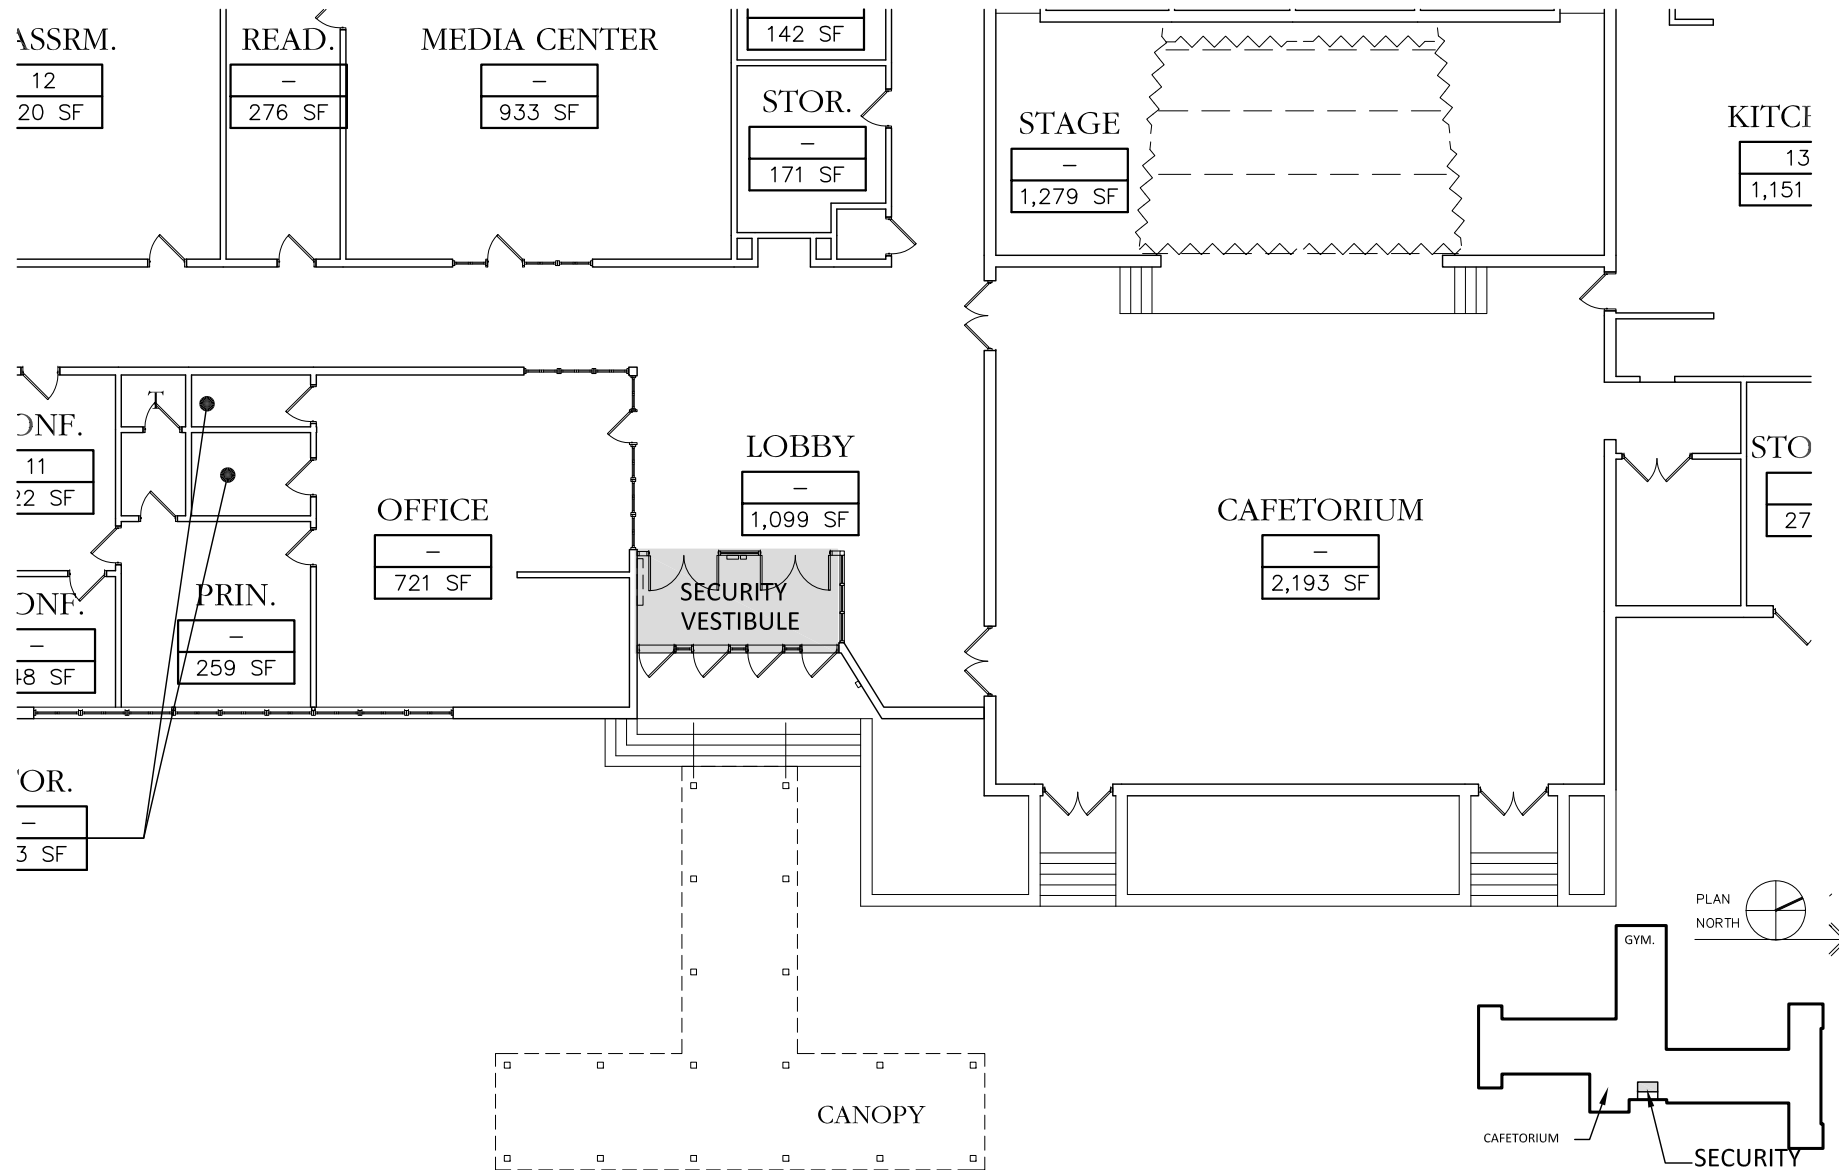 ASSRM.
12
20 SF
READ.
–
276 SF
MEDIA CENTER
–
933 SF
142 SF
STOR.
–
171 SF
STAGE
–
1,279 SF
KITCH
13
1,151
T
ONF.
11
22 SF
OFFICE
–
721 SF
LOBBY
–
1,099 SF
CAFETORIUM
–
2,193 SF
STO
27
SECURITY
VESTIBULE
ONF.
–
48 SF
PRIN.
–
259 SF
TOR.
–
3 SF
CANOPY
PLAN
NORTH
GYM.
CAFETORIUM
SECURITY